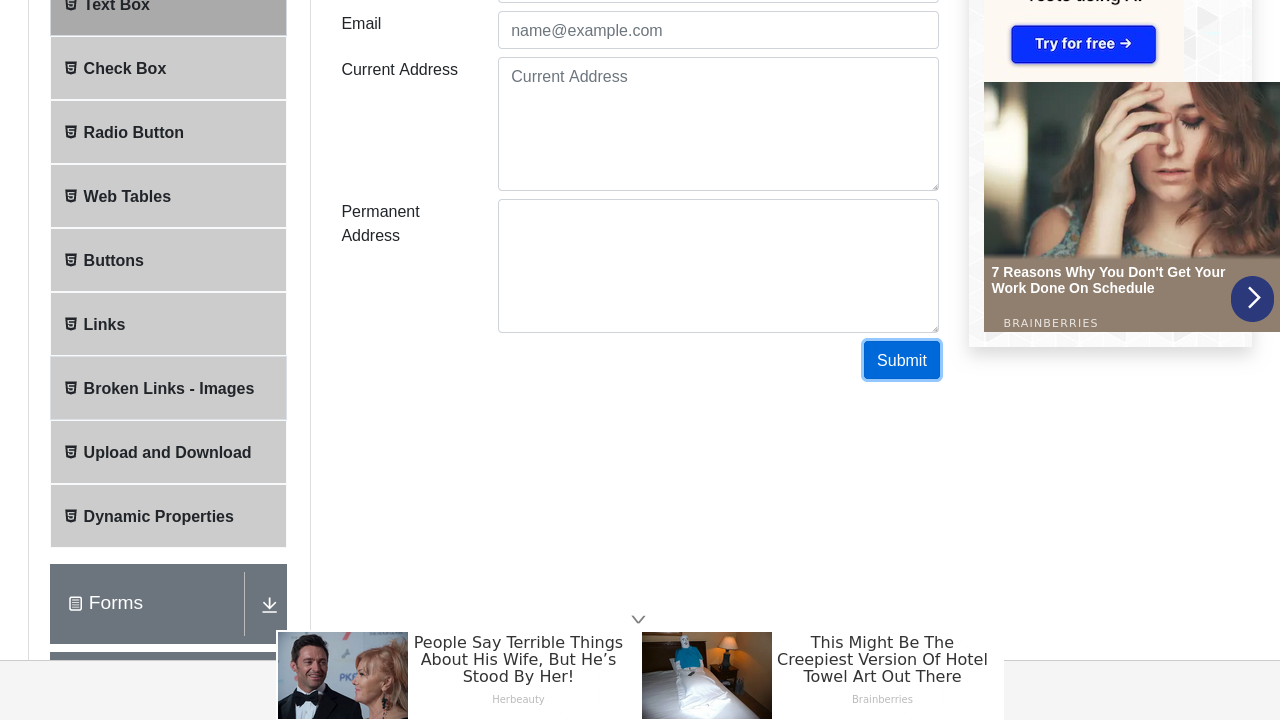 Text Box
Check Box
Radio Button
Web Tables
Buttons
Links
Broken Links - Images
Upload and Download
Dynamic Properties
Forms
Email
name@example.com
Current Address
Current Address
Permanent
Address
Submit
Try for free →
7 Reasons Why You Don't Get Your
Work Done On Schedule
BRAINBERRIES
People Say Terrible Things
About His Wife, But He's
Stood By Her!
Herbeauty
This Might Be The
Creepiest Version Of Hotel
Towel Art Out There
Brainberries